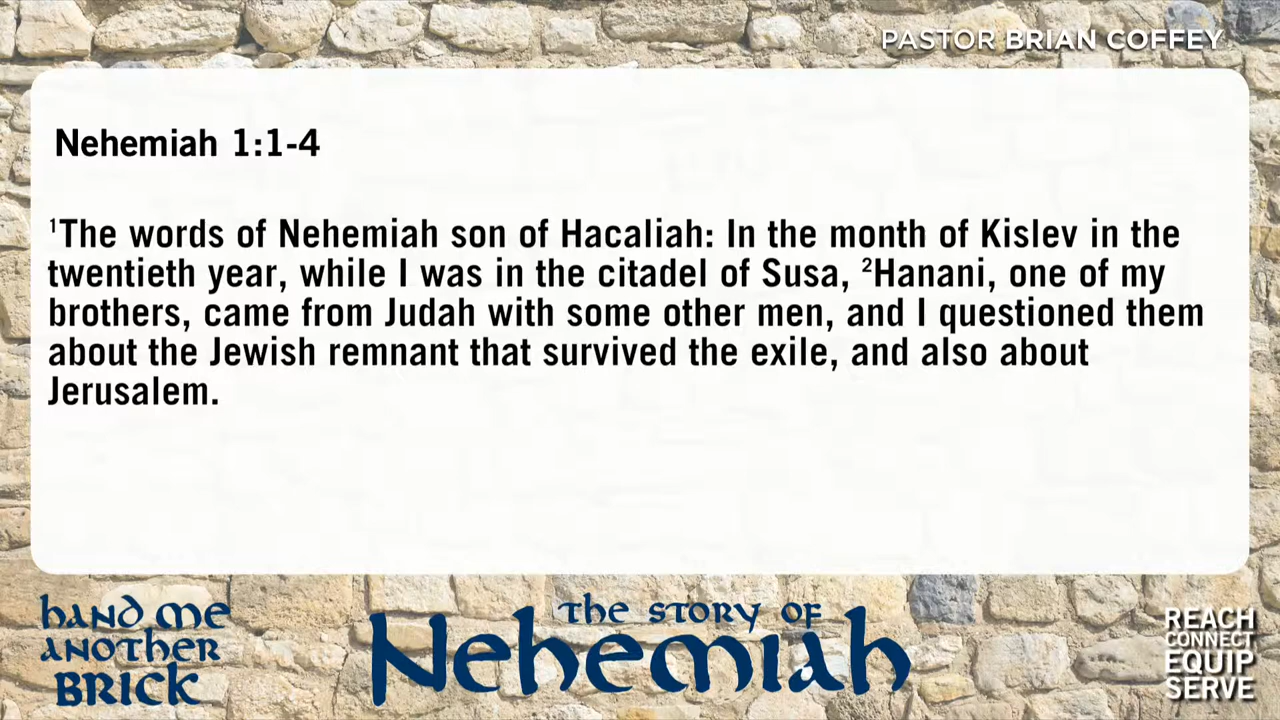 PASTOR BRIAN COFFEY
Nehemiah 1:1-4
¹The words of Nehemiah son of Hacaliah: In the month of Kislev in the
twentieth year, while I was in the citadel of Susa, ²Hanani, one of my
brothers, came from Judah with some other men, and I questioned them
about the Jewish remnant that survived the exile, and also about
Jerusalem.
hand me
another
BRICK
the story of
Nehemiah
REACH
CONNECT
EQUIP
SERVE